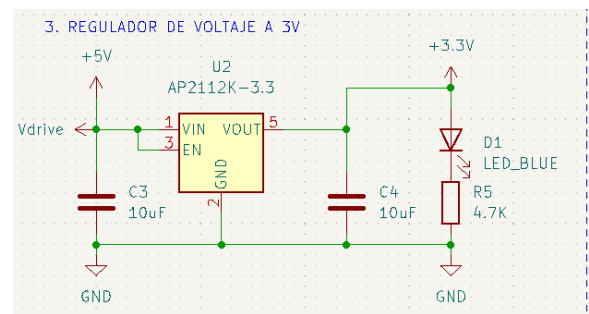 3. REGULADOR DE VOLTAJE A 3V
+5V
+3.3V
U2
AP2112K-3.3
Vdrive
1
VIN
VOUT
5
3
EN
GND
2
D1
LED_BLUE
C3
10uF
C4
10uF
R5
4.7K
GND
GND